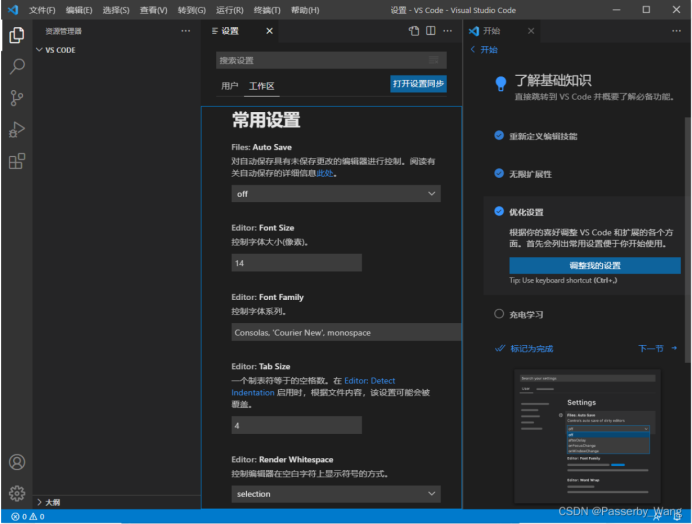 文件(F) 编辑(E) 选择(S) 查看(V) 转到(G) 运行(R) 终端(T) 帮助(H) 设置 - VS Code - Visual Studio Code
资源管理器
VS CODE
大纲
0 0
设置
搜索设置
用户 工作区 打开设置同步
常用设置
Files: Auto Save
对自动保存具有未保存更改的编辑器进行控制。阅读有
关自动保存的详细信息此处。
off
Editor: Font Size
控制字体大小(像素)。
14
Editor: Font Family
控制字体系列。
Consolas, 'Courier New', monospace
Editor: Tab Size
一个制表符等于的空格数。在 Editor: Detect
Indentation 启用时，根据文件内容，该设置可能会被
覆盖。
4
Editor: Render Whitespace
控制编辑器在空白字符上显示符号的方式。
selection
开始
开始
了解基础知识
直接跳转到 VS Code 并概要了解必备功能。
重新定义编辑技能
无限扩展性
优化设置
根据你的喜好调整 VS Code 和扩展的各个方
面。首先会列出常用设置便于你开始使用。
调整我的设置
Tip: Use keyboard shortcut (Ctrl+,)
充电学习
标记为完成 下一节
Search your settings
Settings
Files: Auto Save
off
Editor: Font Family
Editor: Word Wrap
CSDN @Passerby_Wang